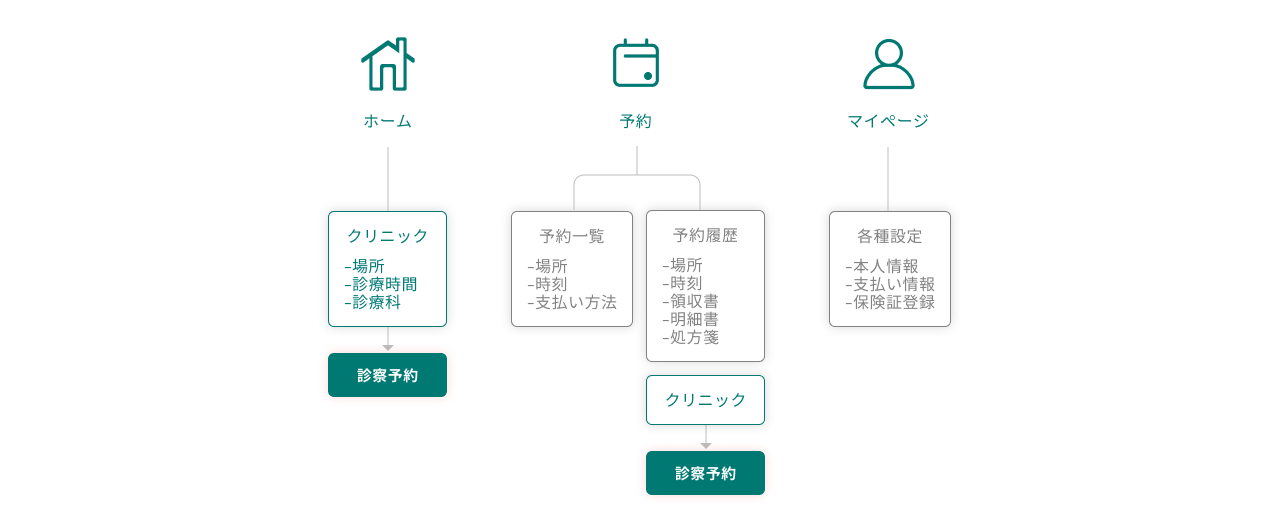 ホーム
予約
マイページ
クリニック
–場所
–診療時間
–診療科
診察予約
予約一覧
–場所
–時刻
–支払い方法
予約履歴
–場所
–時刻
–領収書
–明細書
–処方箋
クリニック
診察予約
各種設定
–本人情報
–支払い情報
–保険証登録